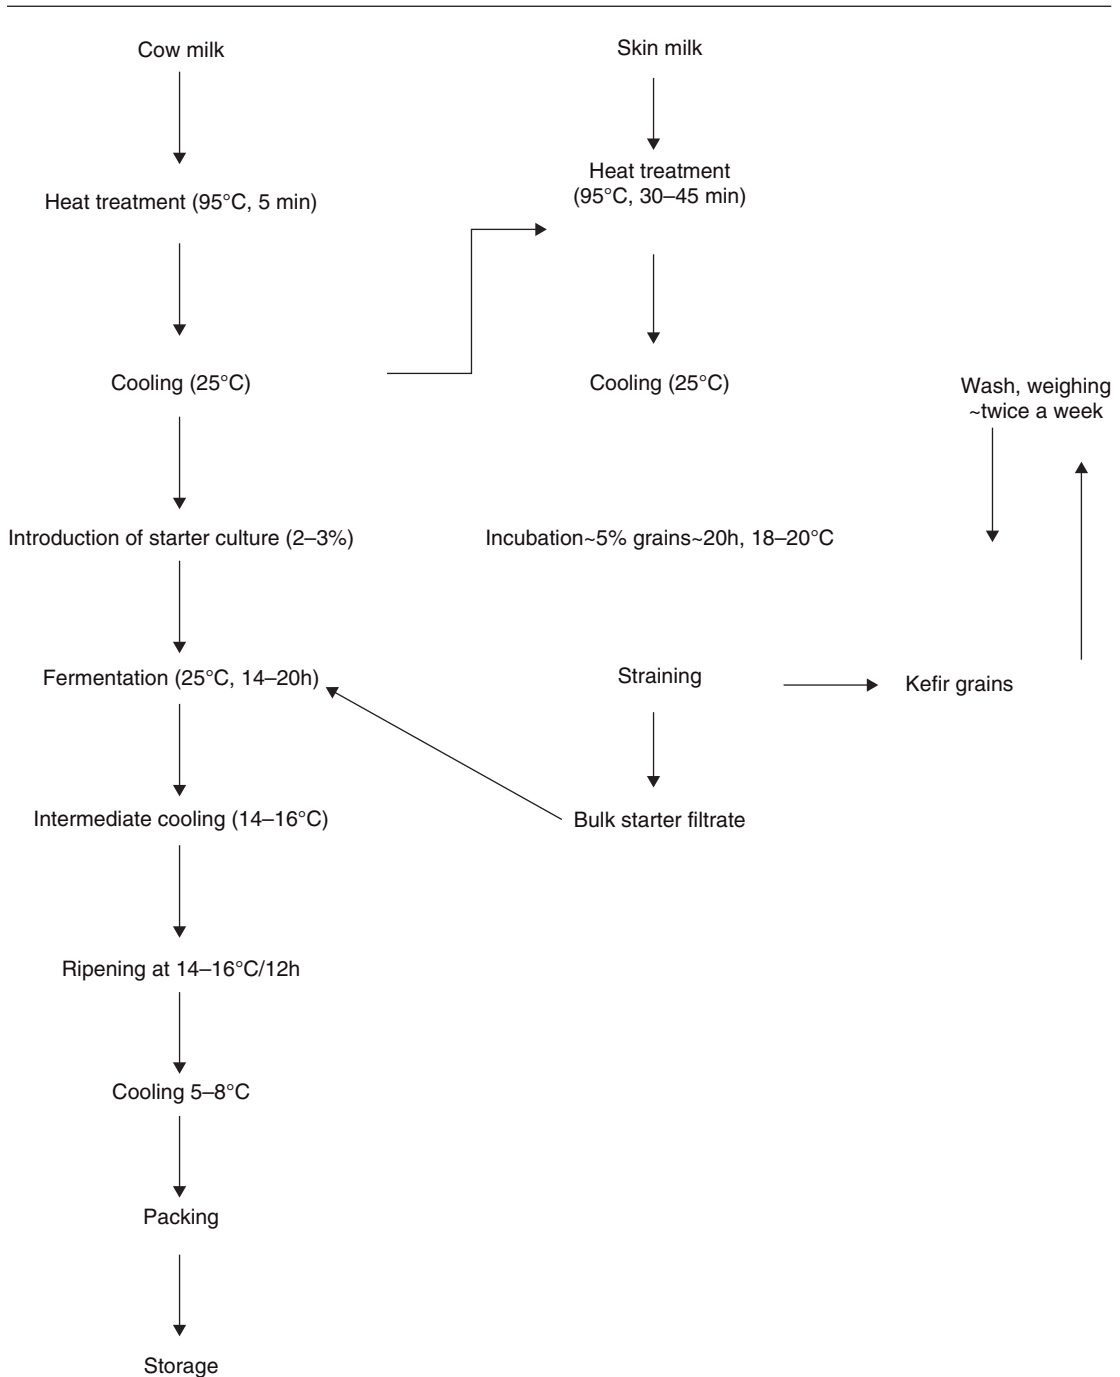 Cow milk
Heat treatment (95°C, 5 min)
Cooling (25°C)
Introduction of starter culture (2–3%)
Fermentation (25°C, 14–20h)
Intermediate cooling (14–16°C)
Ripening at 14–16°C/12h
Cooling 5–8°C
Packing
Storage
Skin milk
Heat treatment
(95°C, 30–45 min)
Cooling (25°C)
Incubation~5% grains~20h, 18–20°C
Straining
Bulk starter filtrate
Wash, weighing
~twice a week
Kefir grains